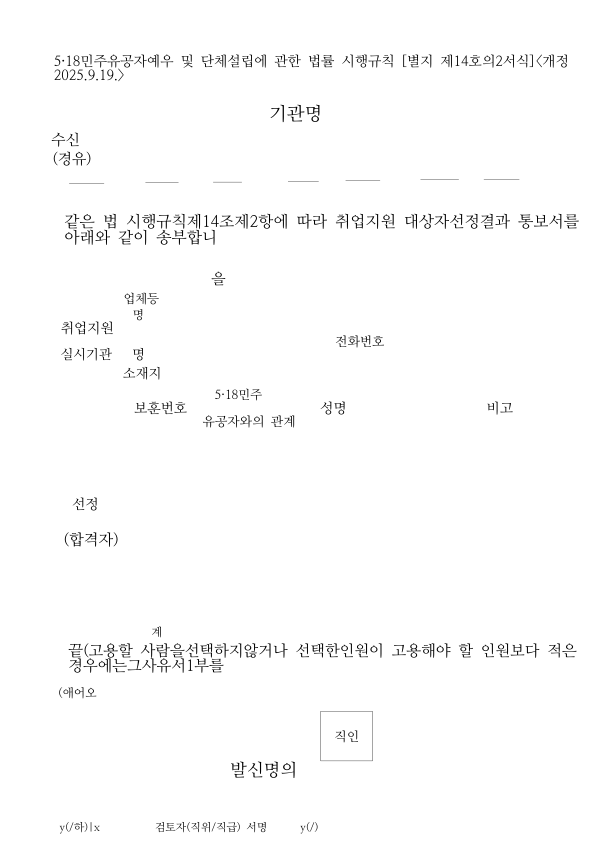 5·18민주유공자예우 및 단체설립에 관한 법률 시행규칙 [별지 제14호의2서식]<개정
2025.9.19.>
기관명
수신
(경유)
같은 법 시행규칙제14조제2항에 따라 취업지원 대상자선정결과 통보서를
아래와 같이 송부합니
을
업체등
명
취업지원
전화번호
실시기관 명
소재지
5·18민주
보훈번호 성명 비고
유공자와의 관계
선정
(합격자)
계
끝(고용할 사람을선택하지않거나 선택한인원이 고용해야 할 인원보다 적은
경우에는그사유서1부를
(애어오
직인
발신명의
y(/하)|x 검토자(직위/직급) 서명 y(/)